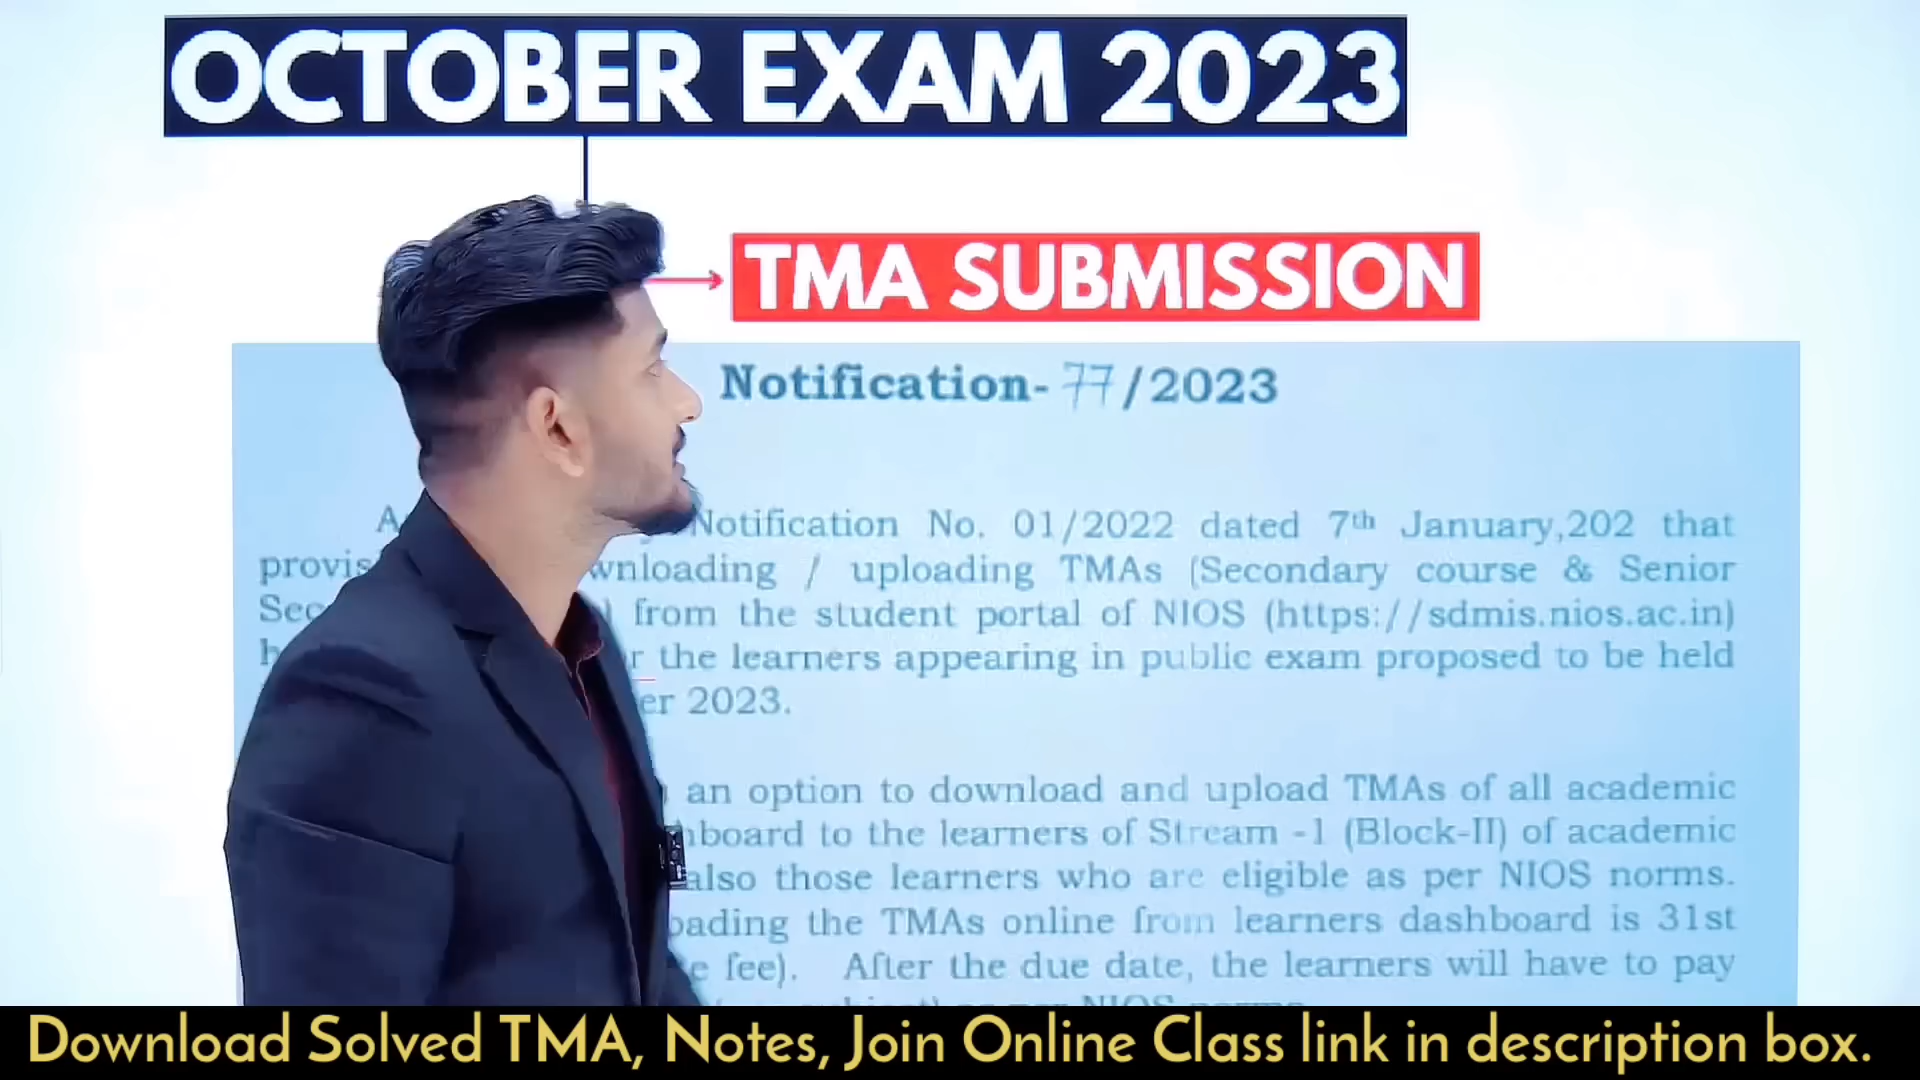 OCTOBER EXAM 2023
TMA SUBMISSION
Notification- 77/2023
Notification No. 01/2022 dated 7th January,202 that
downloading / uploading TMAs (Secondary course & Senior
from the student portal of NIOS (https://sdmis.nios.ac.in)
the learners appearing in public exam proposed to be held
er 2023.
an option to download and upload TMAs of all academic
to the learners of Stream -1 (Block-II) of academic
also those learners who are eligible as per NIOS norms.
the TMAs online from learners dashboard is 31st
fee). After the due date, the learners will have to pay
as per NIOS norms.
Download Solved TMA, Notes, Join Online Class link in description box.